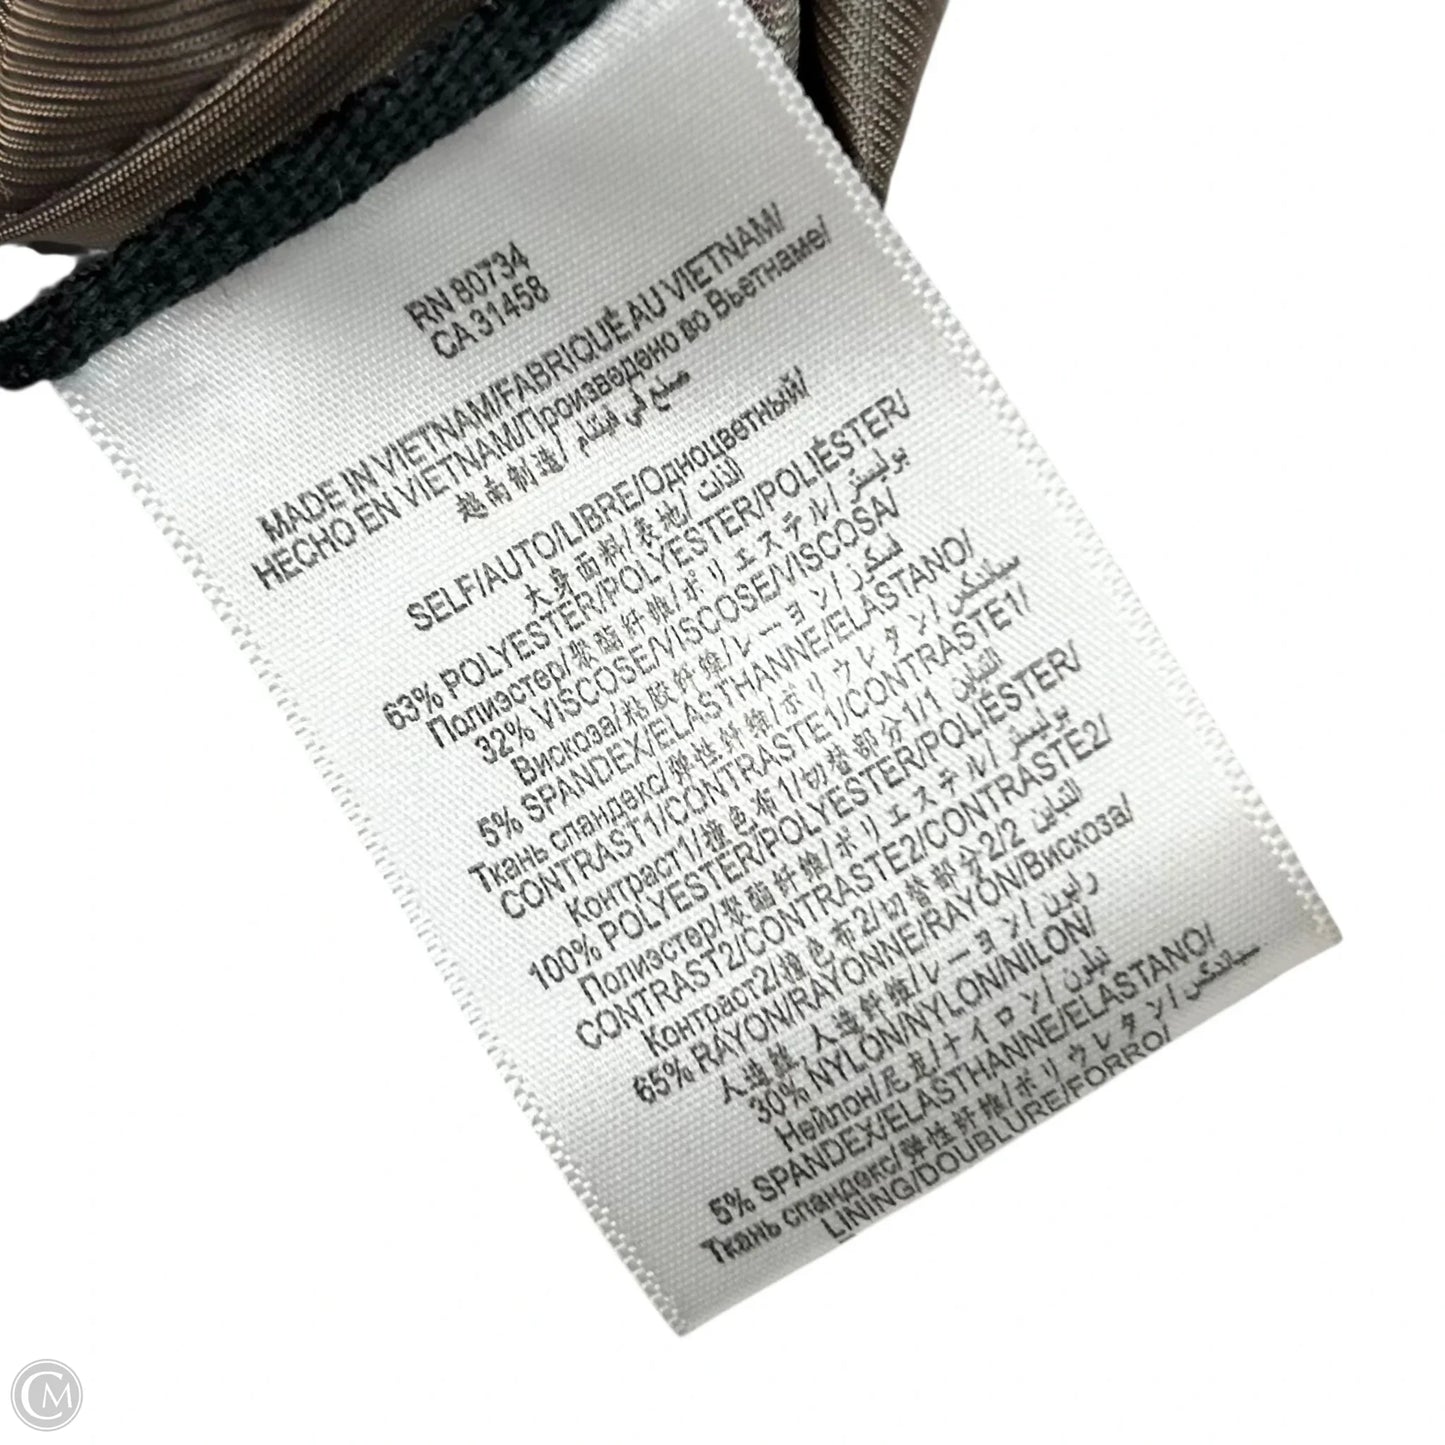 RN 80734
CA 31458
MADE IN VIETNAM/FABRIQUÉ AU VIETNAM/
HECHO EN VIETNAM/Произведено во Вьетнаме/
越南制造/ صنع في فيتنام
SELF/AUTO/LIBRE/Одноцветный/
大身面料/表地/ الذات
63% POLYESTER/POLYESTER/POLIÉSTER/
Полиэстер/聚酯纤维/ポリエステル/ بوليستر
32% VISCOSE/VISCOSE/VISCOSA/
Вискоза/粘胶纤维/レーヨン/
5% SPANDEX/ELASTHANNE/ELASTANO/
Ткань спандекс/弹性纤维/ポリウレタン/ سباندكس
CONTRAST1/CONTRASTE1/CONTRASTE1/
Контраст1/撞色布1/切替部分1/1 التباين
100% POLYESTER/POLYESTER/POLIÉSTER/
Полиэстер/聚酯纤维/ポリエステル/ بوليستر
CONTRAST2/CONTRASTE2/CONTRASTE2/
Контраст2/撞色布2/切替部分2/2 التباين
65% RAYON/RAYONNE/RAYON/Вискоза/
人造丝 人造纤维/レーヨン/
30% NYLON/NYLON/NILON/
Нейлон/尼龙/ナイロン/ نيلون
5% SPANDEX/ELASTHANNE/ELASTANO/
Ткань спандекс/弹性纤维/ポリウレタン/ سباندكس
LINING/DOUBLURE/FORRO/
CM